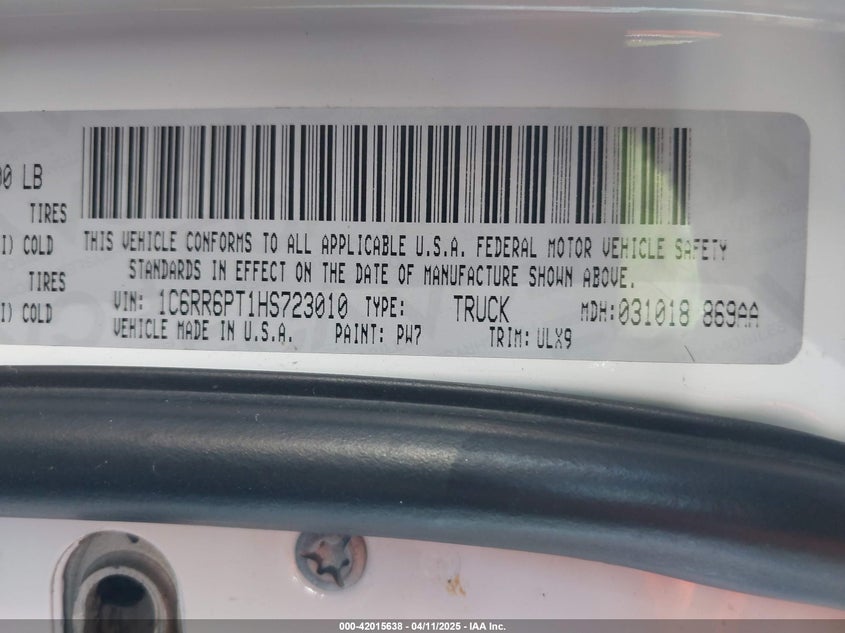 00 LB
TIRES
I) COLD
TIRES
I) COLD
THIS VEHICLE CONFORMS TO ALL APPLICABLE U.S.A. FEDERAL MOTOR VEHICLE SAFETY
STANDARDS IN EFFECT ON THE DATE OF MANUFACTURE SHOWN ABOVE.
VIN: 1C6RR6PT1HS723010 TYPE: TRUCK MDH:031018 869AA
VEHICLE MADE IN U.S.A. PAINT: PW7 TRIM: ULX9
000-42015638 - 04/11/2025 - IAA Inc.